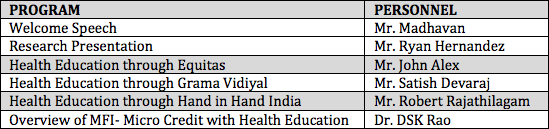 PROGRAM PERSONNEL
Welcome Speech Mr. Madhavan
Research Presentation Mr. Ryan Hernandez
Health Education through Equitas Mr. John Alex
Health Education through Grama Vidiyal Mr. Satish Devaraj
Health Education through Hand in Hand India Mr. Robert Rajathilagam
Overview of MFI- Micro Credit with Health Education Dr. DSK Rao